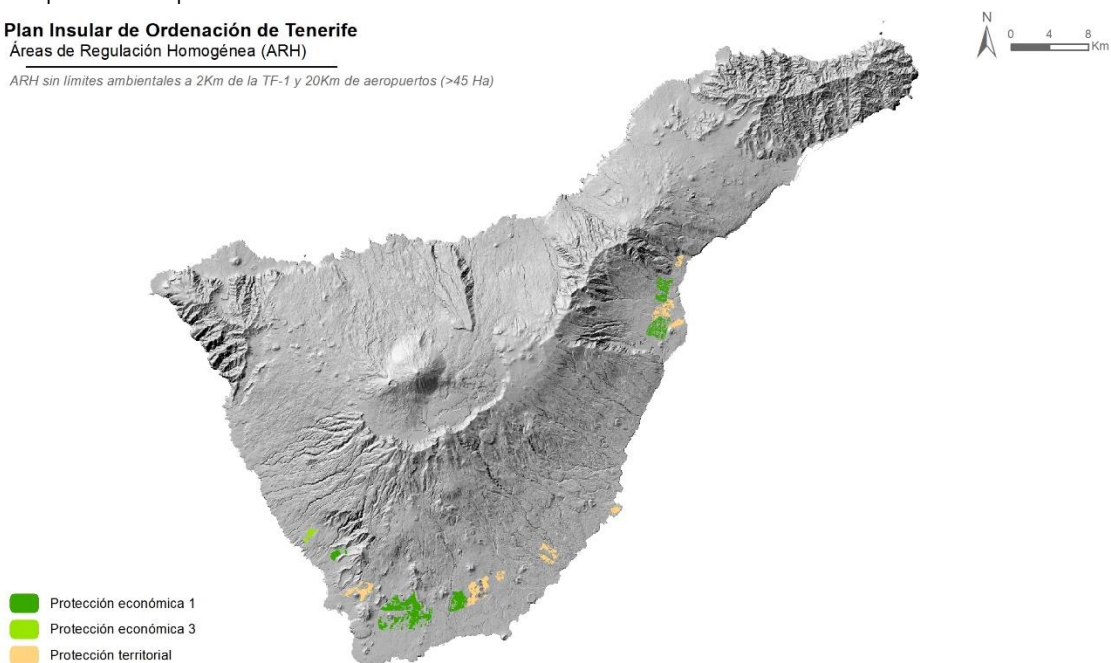 Plan Insular de Ordenación de Tenerife
Áreas de Regulación Homogénea (ARH)
ARH sin límites ambientales a 2Km de la TF-1 y 20Km de aeropuertos (>45 Ha)
N
0 4 8
Km
Protección económica 1
Protección económica 3
Protección territorial